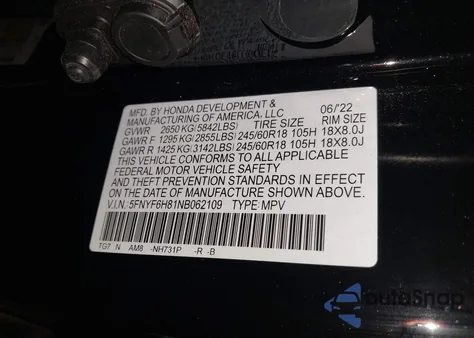 MFD. BY HONDA DEVELOPMENT &
MANUFACTURING OF AMERICA, LLC 06/22
GVWR 2650 KG(5842LBS) TIRE SIZE RIM SIZE
GAWR F 1295 KG(2855LBS) 245/60R18 105H 18X8.0J
GAWR R 1425 KG(3142LBS) 245/60R18 105H 18X8.0J
THIS VEHICLE CONFORMS TO ALL APPLICABLE
FEDERAL MOTOR VEHICLE SAFETY
AND THEFT PREVENTION STANDARDS IN EFFECT
ON THE DATE OF MANUFACTURE SHOWN ABOVE.
V.I.N.: 5FNYF6H81NB062109 TYPE: MPV
TG7 N AM8 -NH731P -R -B
AutoSnap